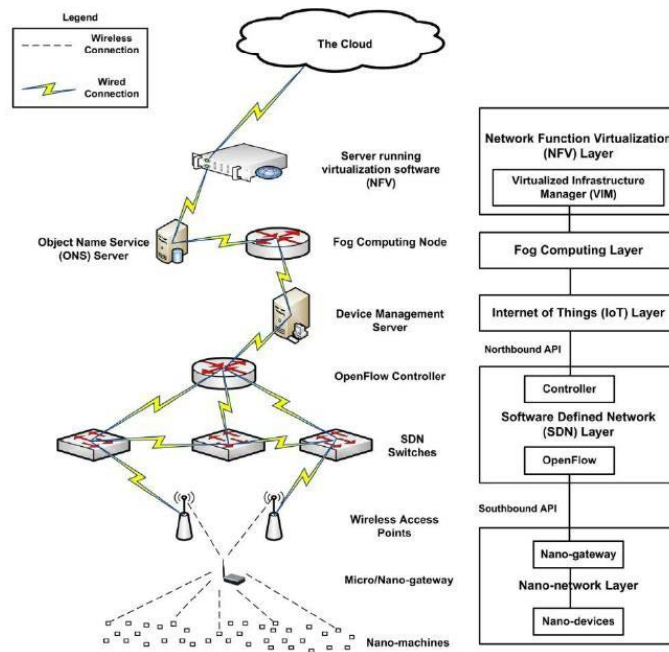 Legend
Wireless
Connection
Wired
Connection
The Cloud
Server running
virtualization software
(NFV)
Object Name Service
(ONS) Server
Fog Computing Node
Device Management
Server
OpenFlow Controller
SDN
Switches
Wireless Access
Points
Micro/Nano-gateway
Nano-machines
Network Function Virtualization
(NFV) Layer
Virtualized Infrastructure
Manager (VIM)
Fog Computing Layer
Internet of Things (IoT) Layer
Northbound API
Controller
Software Defined Network
(SDN) Layer
OpenFlow
Southbound API
Nano-gateway
Nano-network Layer
Nano-devices